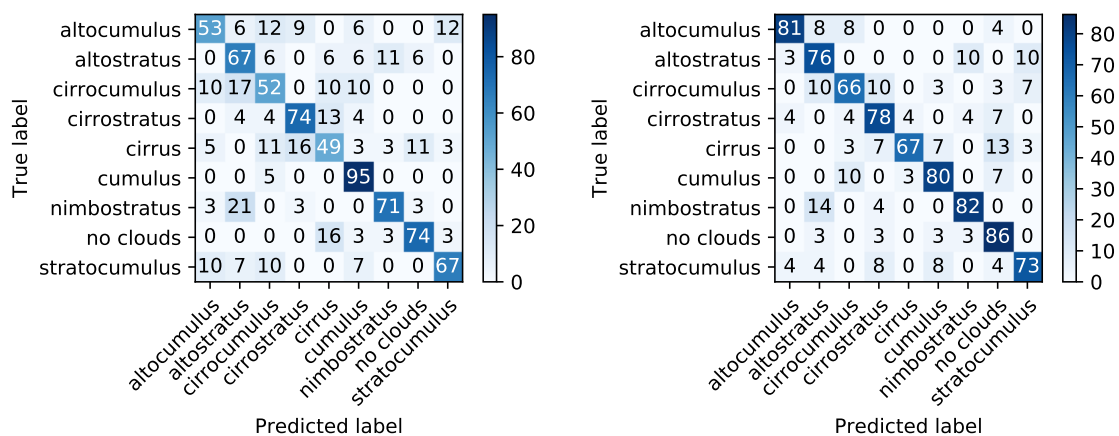 altocumulus 53 6 12 9 0 6 0 0 12
altostratus 0 67 6 0 6 6 11 6 0
cirrocumulus 10 17 52 0 10 10 0 0 0
cirrostratus 0 4 4 74 13 4 0 0 0
cirrus 5 0 11 16 49 3 3 11 3
cumulus 0 0 5 0 0 95 0 0 0
nimbostratus 3 21 0 3 0 0 71 3 0
no clouds 0 0 0 0 16 3 3 74 3
stratocumulus 10 7 10 0 0 7 0 0 67
True label
altocumulus
altostratus
cirrocumulus
cirrostratus
cirrus
cumulus
nimbostratus
no clouds
stratocumulus
Predicted label
80
60
40
20
0
altocumulus 81 8 8 0 0 0 0 4 0
altostratus 3 76 0 0 0 0 10 0 10
cirrocumulus 0 10 66 10 0 3 0 3 7
cirrostratus 4 0 4 78 4 0 4 7 0
cirrus 0 0 3 7 67 7 0 13 3
cumulus 0 0 10 0 3 80 0 7 0
nimbostratus 0 14 0 4 0 0 82 0 0
no clouds 0 3 0 3 0 3 3 86 0
stratocumulus 4 4 0 8 0 8 0 4 73
True label
altocumulus
altostratus
cirrocumulus
cirrostratus
cirrus
cumulus
nimbostratus
no clouds
stratocumulus
Predicted label
80
70
60
50
40
30
20
10
0